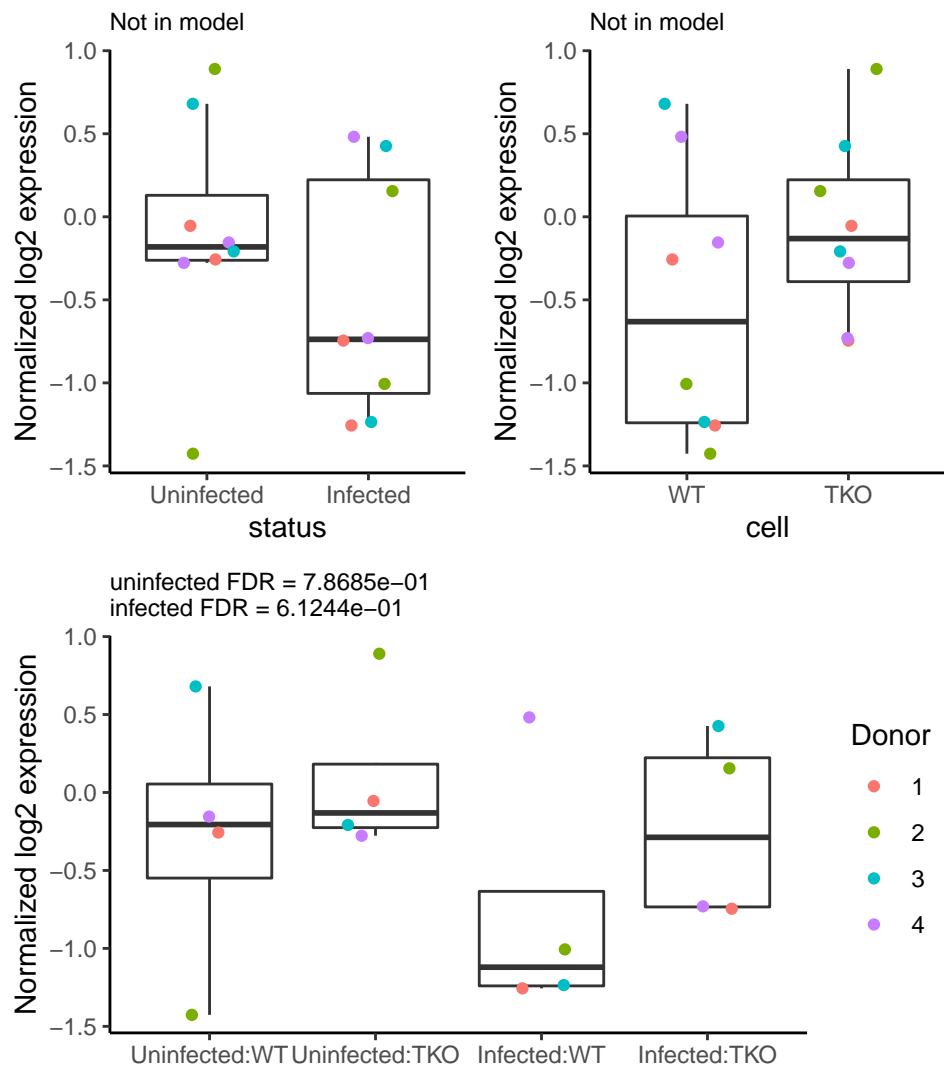 Not in model
Normalized log2 expression
1.0
0.5
0.0
−0.5
−1.0
−1.5
Uninfected Infected
status
Not in model
Normalized log2 expression
1.0
0.5
0.0
−0.5
−1.0
−1.5
WT TKO
cell
uninfected FDR = 7.8685e−01
infected FDR = 6.1244e−01
Normalized log2 expression
1.0
0.5
0.0
−0.5
−1.0
−1.5
Uninfected:WT Uninfected:TKO Infected:WT Infected:TKO
Donor
1
2
3
4